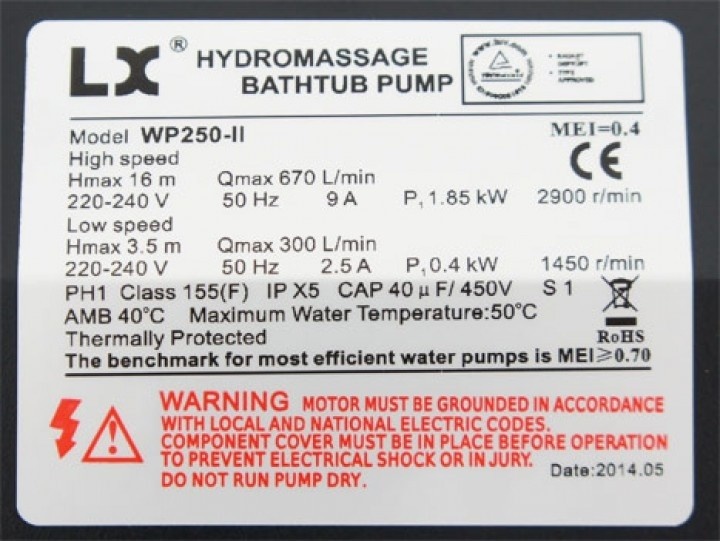 LX ® HYDROMASSAGE
BATHTUB PUMP
Model WP250-II MEI=0.4
High speed CE
Hmax 16 m Qmax 670 L/min
220-240 V 50 Hz 9 A P₁ 1.85 kW 2900 r/min
Low speed
Hmax 3.5 m Qmax 300 L/min
220-240 V 50 Hz 2.5 A P₁ 0.4 kW 1450 r/min
PH1 Class 155(F) IP X5 CAP 40 μF/ 450V S 1
AMB 40°C Maximum Water Temperature:50°C
Thermally Protected RoHS
The benchmark for most efficient water pumps is MEI≥0.70
WARNING MOTOR MUST BE GROUNDED IN ACCORDANCE
WITH LOCAL AND NATIONAL ELECTRIC CODES.
COMPONENT COVER MUST BE IN PLACE BEFORE OPERATION
TO PREVENT ELECTRICAL SHOCK OR IN JURY.
DO NOT RUN PUMP DRY.
Date:2014.05